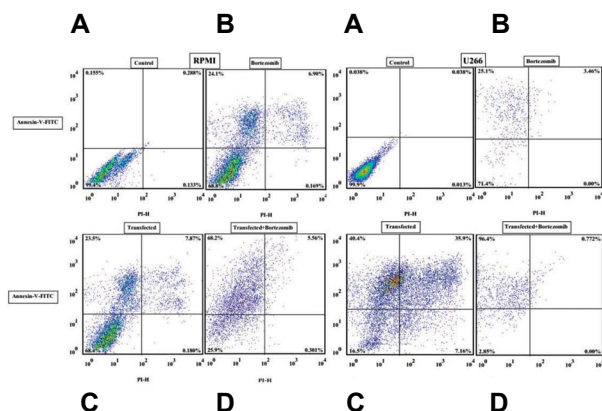 A B A B
RPMI U266
Control Bortezomib Control Bortezomib
0.155% 0.288% 24.1% 6.98% 0.038% 0.038% 25.1% 3.46%
Annexin-V-FITC
99.4% 0.133% 68.8% 0.169% 99.9% 0.013% 71.4% 0.00%
PI-H PI-H PI-H PI-H
Transfected Transfected+Bortezomib Transfected Transfected+Bortezomib
23.5% 7.87% 68.2% 5.56% 40.4% 35.9% 96.4% 0.772%
Annexin-V-FITC
68.4% 0.180% 25.9% 0.301% 16.5% 7.16% 2.85% 0.00%
PI-H PI-H PI-H PI-H
C D C D